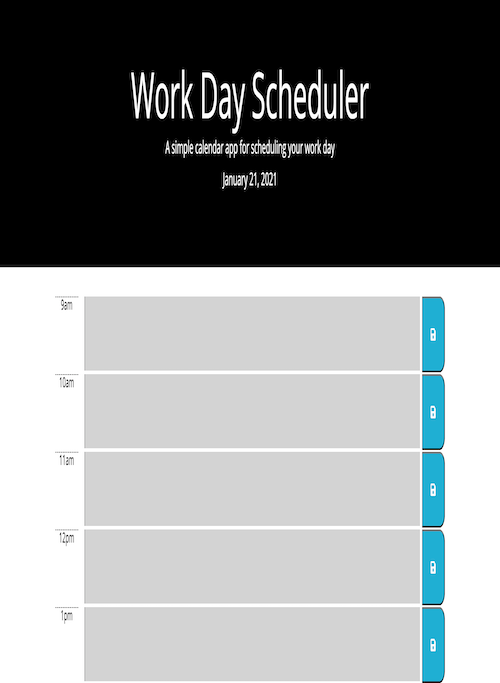 Work Day Scheduler
A simple calendar app for scheduling your work day
January 21, 2021
9am
10am
11am
12pm
1pm